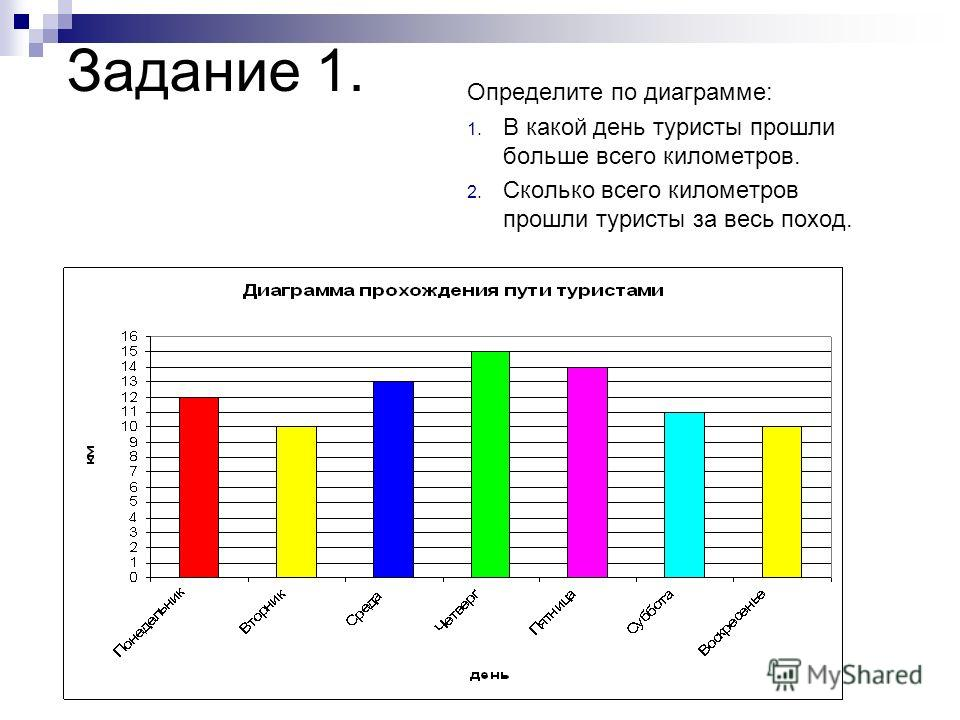 Задание 1.
Определите по диаграмме:
1. В какой день туристы прошли
больше всего километров.
2. Сколько всего километров
прошли туристы за весь поход.
Диаграмма прохождения пути туристами
16
15
14
13
12
11
10
9
8
7
6
5
4
3
2
1
0
км
Понедельник
Вторник
Среда
Четверг
Пятница
Суббота
Воскресенье
день
MyShared